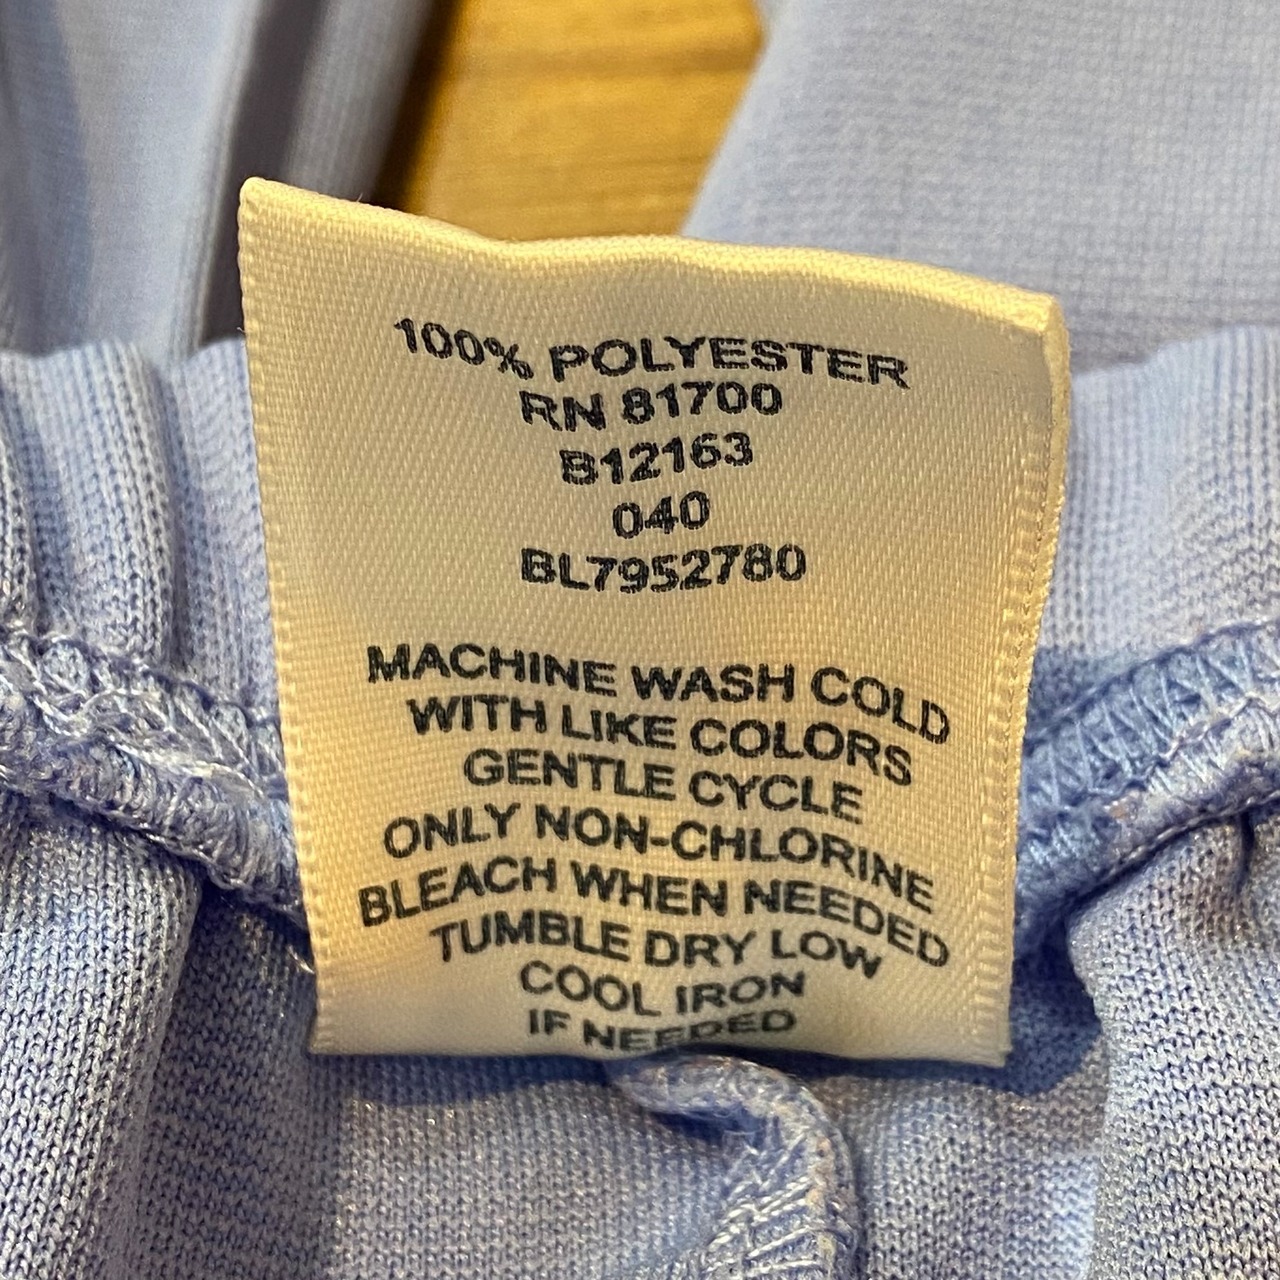 100% POLYESTER
RN 81700
B12163
040
BL7952780
MACHINE WASH COLD
WITH LIKE COLORS
GENTLE CYCLE
ONLY NON-CHLORINE
BLEACH WHEN NEEDED
TUMBLE DRY LOW
COOL IRON
IF NEEDED